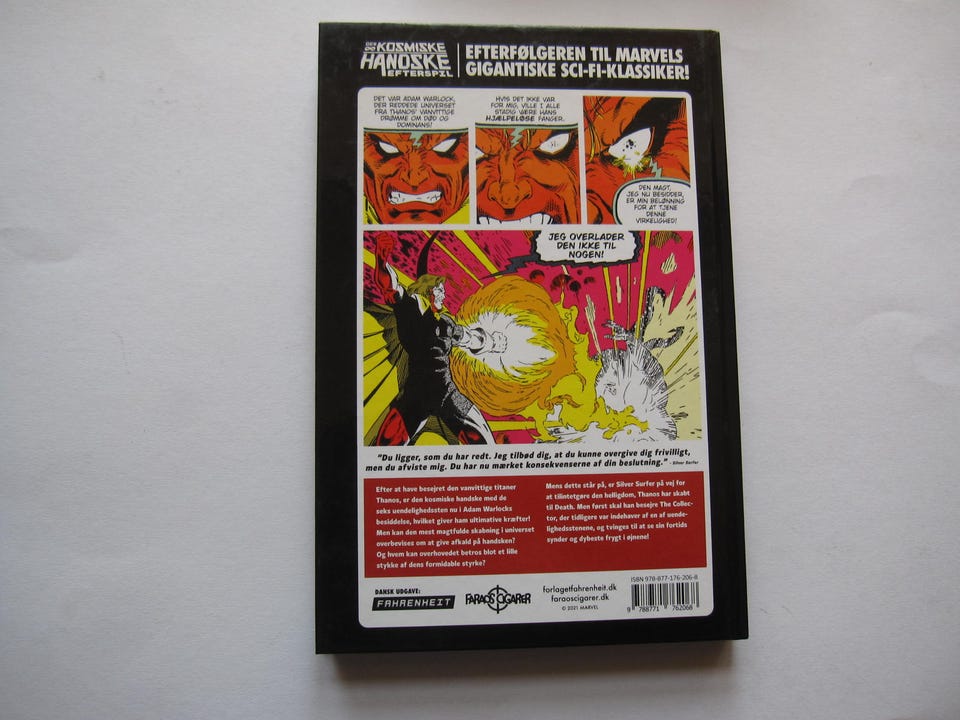 DEN KOSMISKE
HANDSKE
EFTERSPIL
EFTERFØLGEREN TIL MARVELS
GIGANTISKE SCI-FI-KLASSIKER!
DET VAR ADAM WARLOCK,
DER REDDEDE UNIVERSET
FRA THANOS' VANVITTIGE
DRØMME OM DØD OG
DOMINANS!
HVIS DET IKKE VAR
FOR MIG, VILLE I ALLE
STADIG VÆRE HANS
HJÆLPELØSE FANGER.
DEN MAGT,
JEG NU BESIDDER,
ER MIN BELØNNING
FOR AT TJENE
DENNE
VIRKELIGHED!
JEG OVERLADER
DEN IKKE TIL
NOGEN!
"Du ligger, som du har redt. Jeg tilbød dig, at du kunne overgive dig frivilligt,
men du afviste mig. Du har nu mærket konsekvenserne af din beslutning." - Silver Surfer
Efter at have besejret den vanvittige titaner
Thanos, er den kosmiske handske med de
seks uendelighedssten nu i Adam Warlocks
besiddelse, hvilket giver ham ultimative kræfter!
Men kan den mest magtfulde skabning i universet
overbevises om at give afkald på handsken?
Og hvem kan overhovedet betros blot et lille
stykke af dens formidable styrke?
Mens dette står på, er Silver Surfer på vej for
at tilintetgøre den helligdom, Thanos har skabt
til Death. Men først skal han besejre The Collec-
tor, der tidligere var indehaver af en af uende-
lighedsstenene, og tvinges til at se sin fortids
synder og dybeste frygt i øjnene!
DANSK UDGAVE:
FAHRENHEIT
FARAOS CIGARER
forlagetfahrenheit.dk
faraoscigarer.dk
© 2021 MARVEL
ISBN 978-877-176-206-8
9 788771 762068